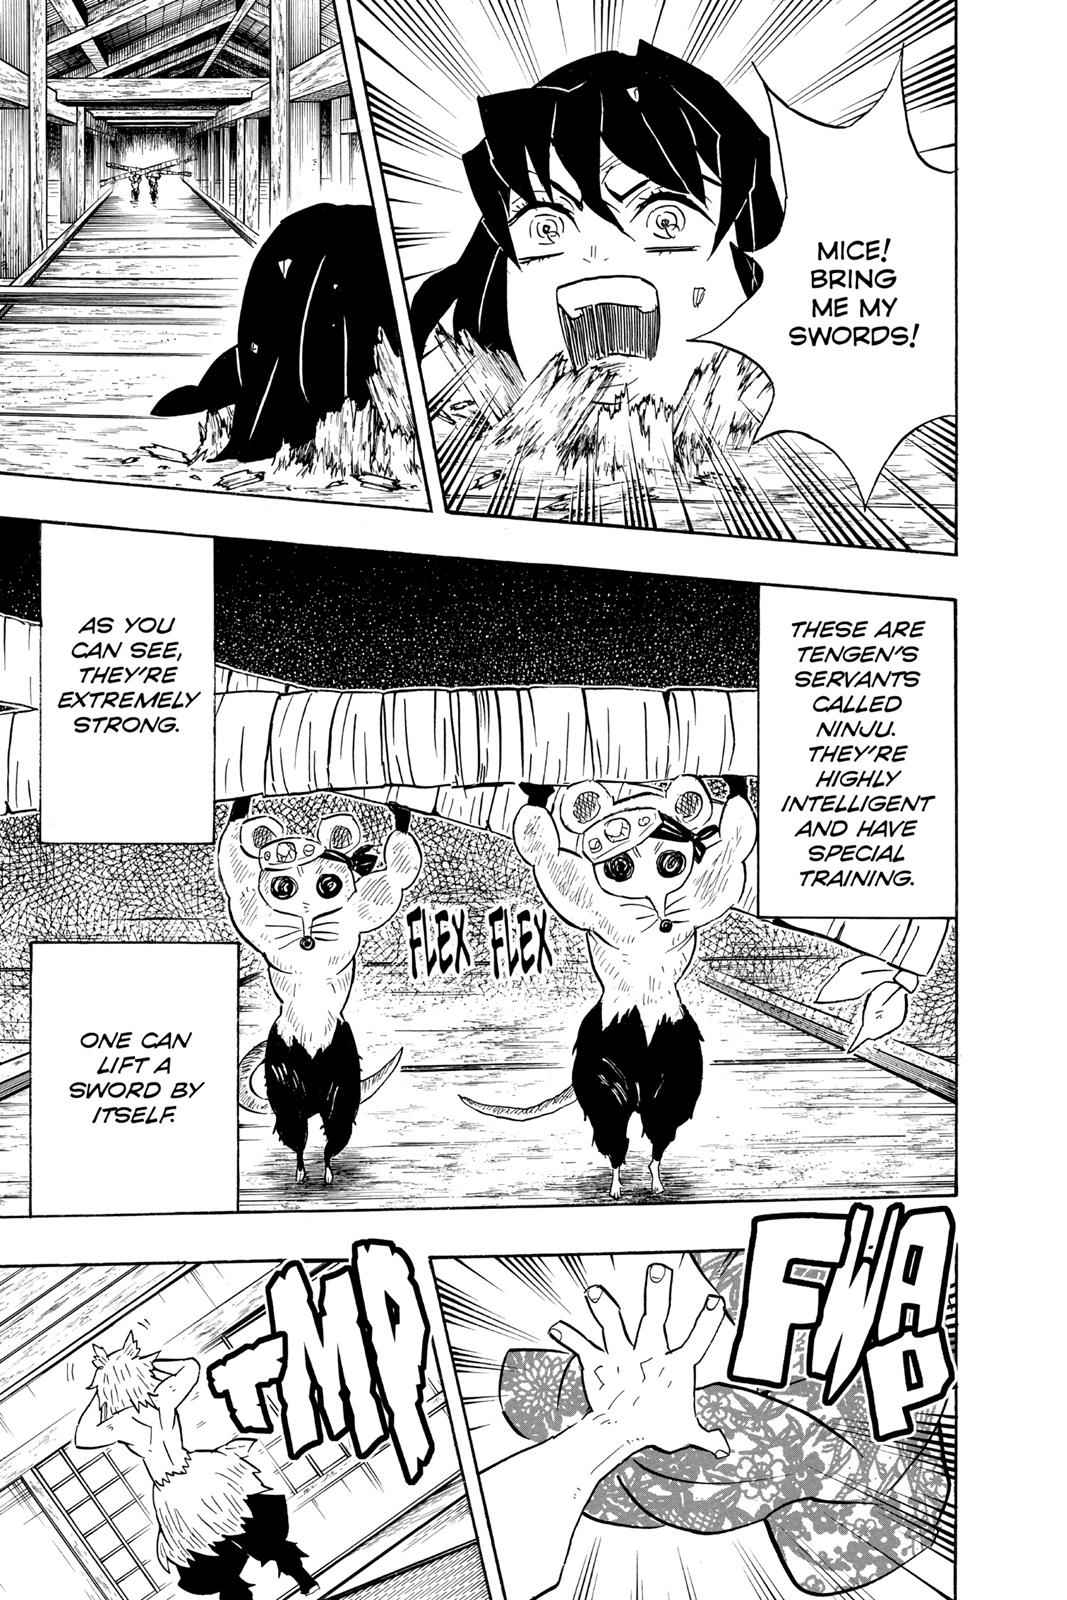 MICE!
BRING
ME MY
SWORDS!
THESE ARE
TENGEN'S
SERVANTS
CALLED
NINJU.
THEY'RE
HIGHLY
INTELLIGENT
AND HAVE
SPECIAL
TRAINING.
AS YOU
CAN SEE,
THEY'RE
EXTREMELY
STRONG.
FLEX FLEX
ONE CAN
LIFT A
SWORD BY
ITSELF.
FWAP
TMP